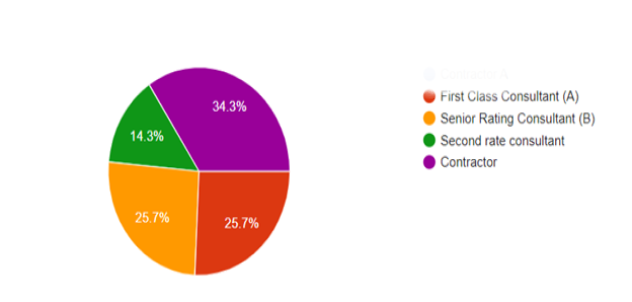 34.3%
14.3%
25.7%
25.7%
First Class Consultant (A)
Senior Rating Consultant (B)
Second rate consultant
Contractor